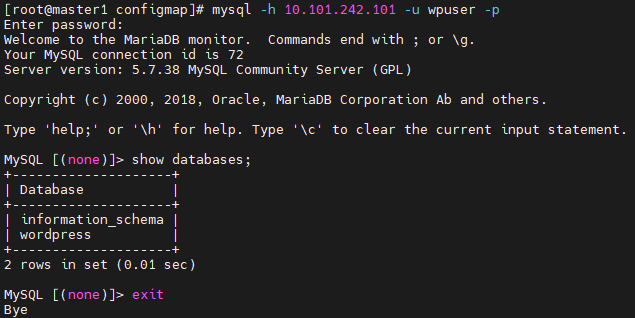 [root@master1 configmap]# mysql -h 10.101.242.101 -u wpuser -p
Enter password:
Welcome to the MariaDB monitor.  Commands end with ; or \g.
Your MySQL connection id is 72
Server version: 5.7.38 MySQL Community Server (GPL)

Copyright (c) 2000, 2018, Oracle, MariaDB Corporation Ab and others.

Type 'help;' or '\h' for help. Type '\c' to clear the current input statement.

MySQL [(none)]> show databases;
+--------------------+
| Database           |
+--------------------+
| information_schema |
| wordpress          |
+--------------------+
2 rows in set (0.01 sec)

MySQL [(none)]> exit
Bye